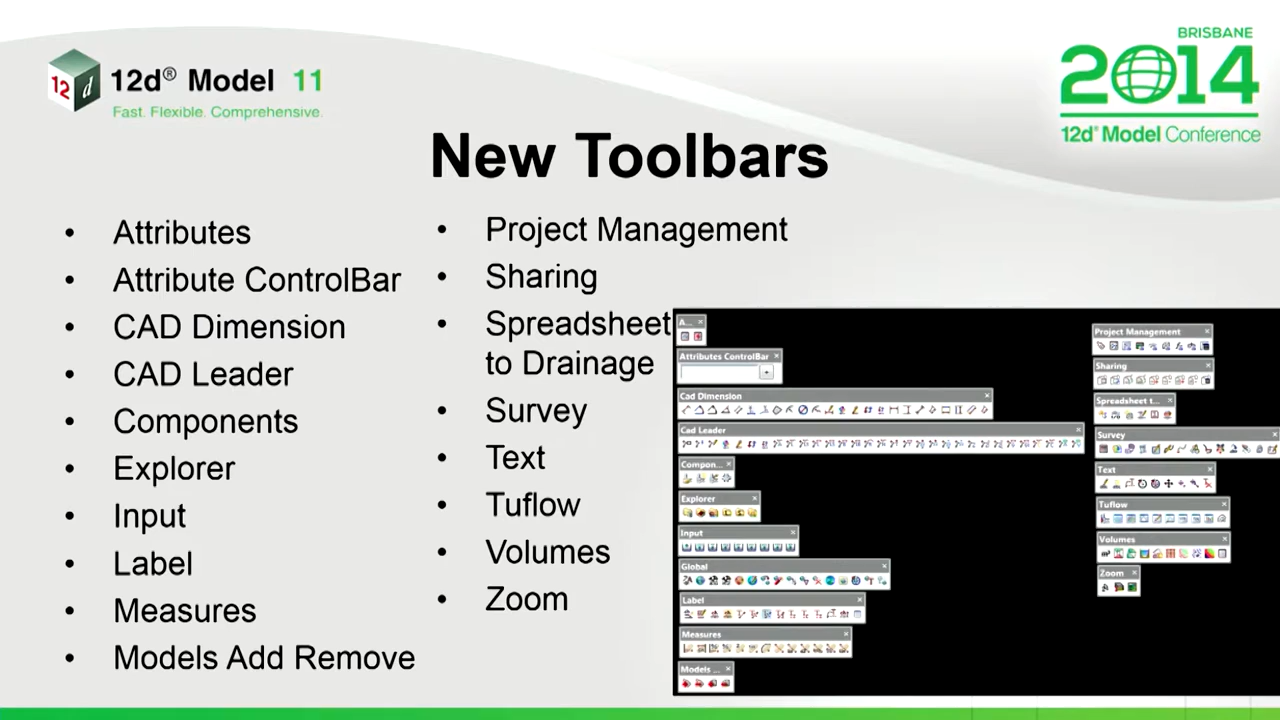 12d® Model 11
Fast. Flexible. Comprehensive.
BRISBANE
2014
12d® Model Conference
New Toolbars
• Attributes
• Attribute ControlBar
• CAD Dimension
• CAD Leader
• Components
• Explorer
• Input
• Label
• Measures
• Models Add Remove
• Project Management
• Sharing
• Spreadsheet
to Drainage
• Survey
• Text
• Tuflow
• Volumes
• Zoom
A...
Attributes ControlBar
Cad Dimension
Cad Leader
Compon...
Explorer
Input
Global
Label
Measures
Models ...
Project Management
Sharing
Spreadsheet t...
Survey
Text
Tuflow
Volumes
Zoom